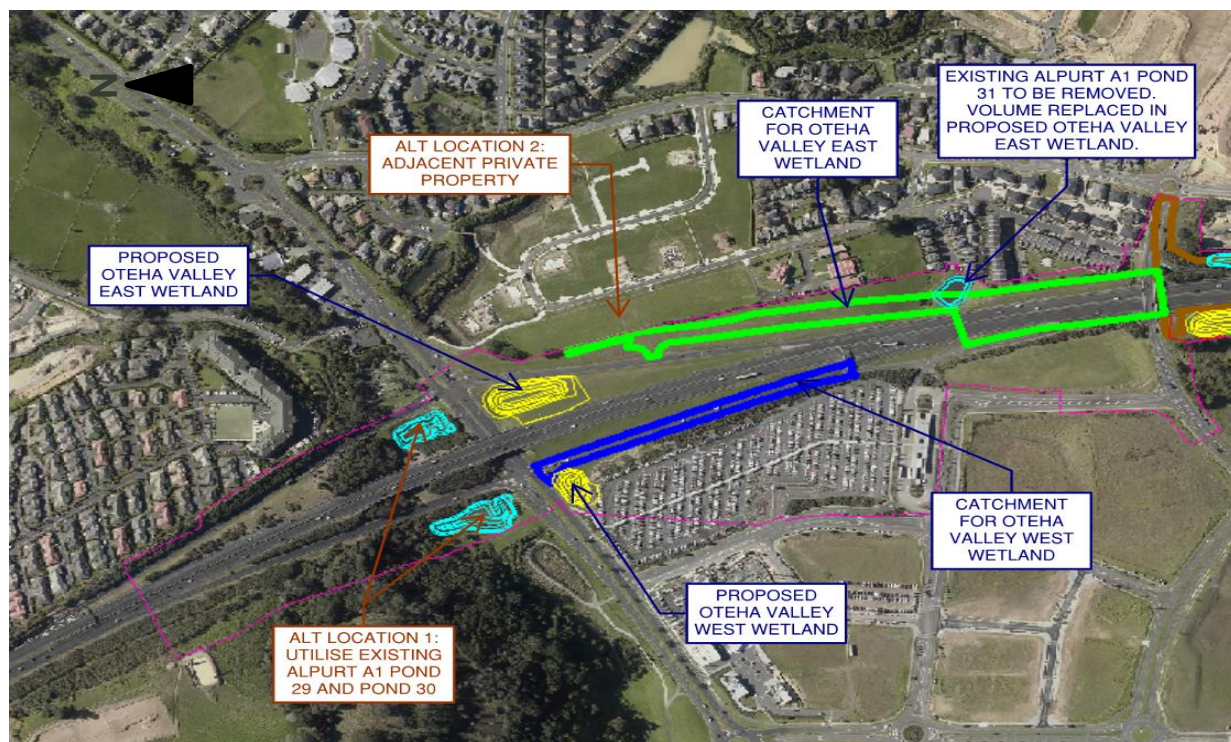 N
EXISTING ALPURT A1 POND
31 TO BE REMOVED.
VOLUME REPLACED IN
PROPOSED OTEHA VALLEY
EAST WETLAND.
CATCHMENT
FOR OTEHA
VALLEY EAST
WETLAND
ALT LOCATION 2:
ADJACENT PRIVATE
PROPERTY
PROPOSED
OTEHA VALLEY
EAST WETLAND
CATCHMENT
FOR OTEHA
VALLEY WEST
WETLAND
PROPOSED
OTEHA VALLEY
WEST WETLAND
ALT LOCATION 1:
UTILISE EXISTING
ALPURT A1 POND
29 AND POND 30